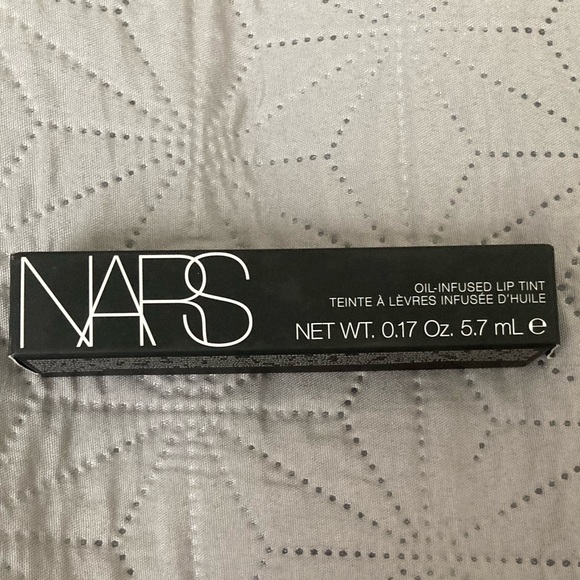 NARS
OIL-INFUSED LIP TINT
TEINTE À LÈVRES INFUSÉE D'HUILE
NET WT. 0.17 Oz. 5.7 mL ℮